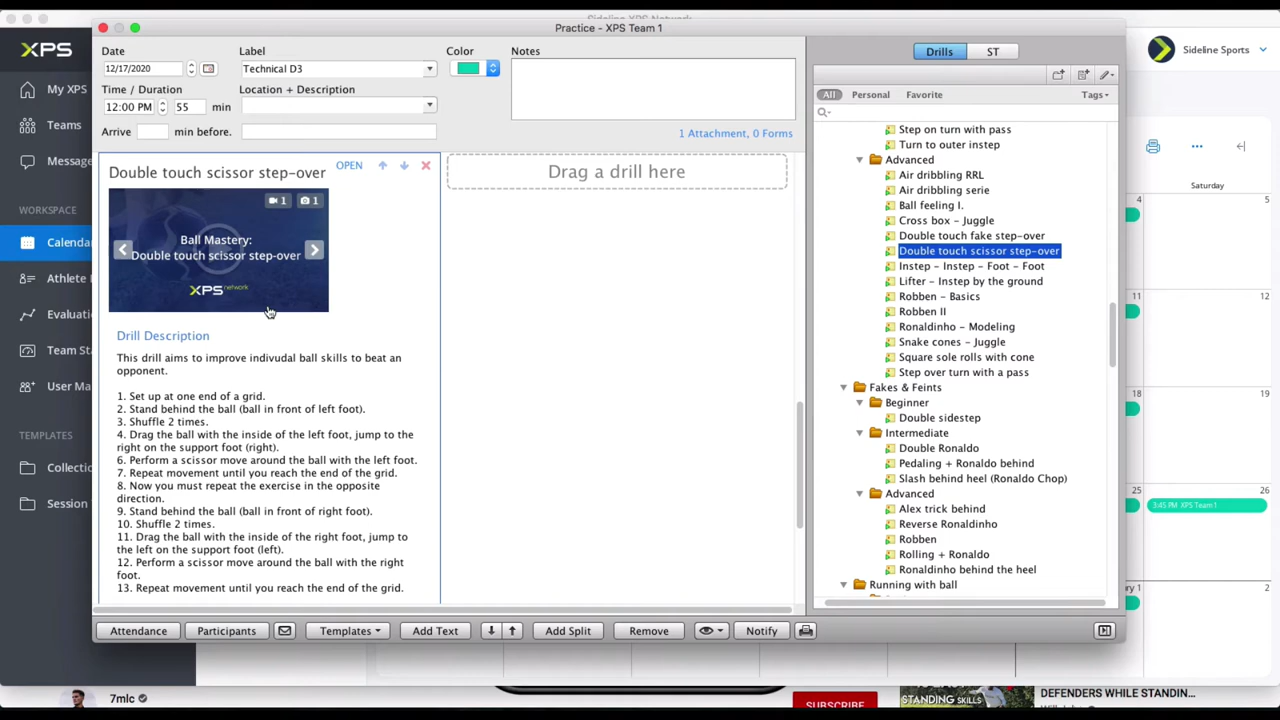 Sideline XPS Network
Practice - XPS Team 1
XPS
Sideline Sports
My XPS
Teams
Message
WORKSPACE
Calenda
Athlete
Evaluati
Team Sta
User Ma
TEMPLATES
Collectio
Session
Date
Label
Color
Notes
12/17/2020
Technical D3
Time / Duration
Location + Description
12:00 PM
55
min
Arrive
min before.
1 Attachment, 0 Forms
Double touch scissor step-over
OPEN
1
1
Ball Mastery:
Double touch scissor step-over
XPS network
Drill Description
This drill aims to improve indivudal ball skills to beat an
opponent.
1. Set up at one end of a grid.
2. Stand behind the ball (ball in front of left foot).
3. Shuffle 2 times.
4. Drag the ball with the inside of the left foot, jump to the
right on the support foot (right).
6. Perform a scissor move around the ball with the left foot.
7. Repeat movement until you reach the end of the grid.
8. Now you must repeat the exercise in the opposite
direction.
9. Stand behind the ball (ball in front of right foot).
10. Shuffle 2 times.
11. Drag the ball with the inside of the right foot, jump to
the left on the support foot (left).
12. Perform a scissor move around the ball with the right
foot.
13. Repeat movement until you reach the end of the grid.
Drag a drill here
Drills
ST
All
Personal
Favorite
Tags
Step on turn with pass
Turn to outer instep
Advanced
Air dribbling RRL
Air dribbling serie
Ball feeling I.
Cross box - Juggle
Double touch fake step-over
Double touch scissor step-over
Instep - Instep - Foot - Foot
Lifter - Instep by the ground
Robben - Basics
Robben II
Ronaldinho - Modeling
Snake cones - Juggle
Square sole rolls with cone
Step over turn with a pass
Fakes & Feints
Beginner
Double sidestep
Intermediate
Double Ronaldo
Pedaling + Ronaldo behind
Slash behind heel (Ronaldo Chop)
Advanced
Alex trick behind
Reverse Ronaldinho
Robben
Rolling + Ronaldo
Ronaldinho behind the heel
Running with ball
Attendance
Participants
Templates
Add Text
Add Split
Remove
Notify
Saturday
4
5
11
12
18
19
25
26
3:45 PM XPS Team 1
1
2
7mlc
SUBSCRIBE
STANDING SKILLS
DEFENDERS WHILE STANDIN...